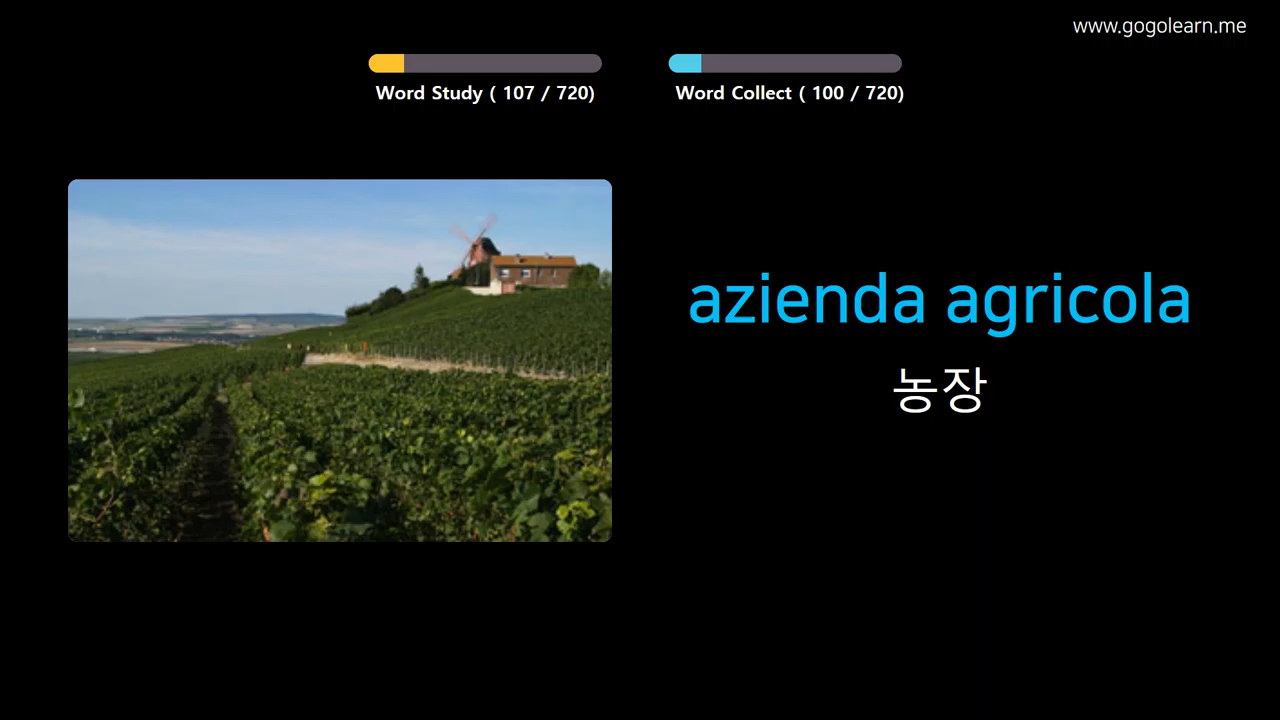 www.gogolearn.me
Word Study ( 107 / 720)
Word Collect ( 100 / 720)
azienda agricola
농장